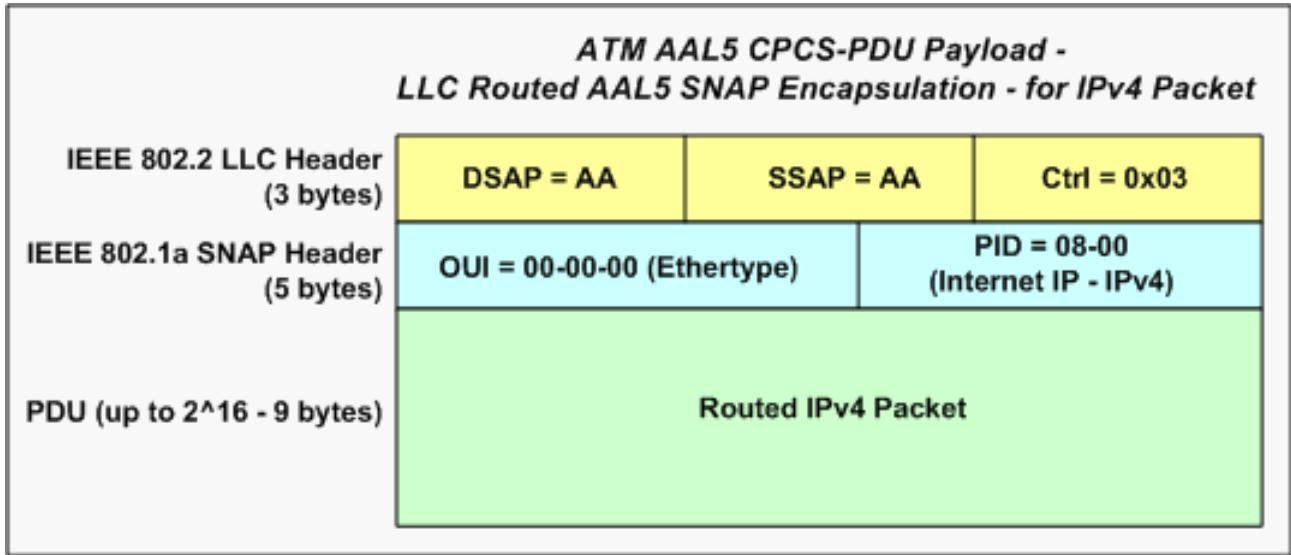 ATM AAL5 CPCS-PDU Payload -
LLC Routed AAL5 SNAP Encapsulation - for IPv4 Packet
IEEE 802.2 LLC Header
(3 bytes)
DSAP = AA
SSAP = AA
Ctrl = 0x03
IEEE 802.1a SNAP Header
(5 bytes)
OUI = 00-00-00 (Ethertype)
PID = 08-00
(Internet IP - IPv4)
PDU (up to 2^16 - 9 bytes)
Routed IPv4 Packet